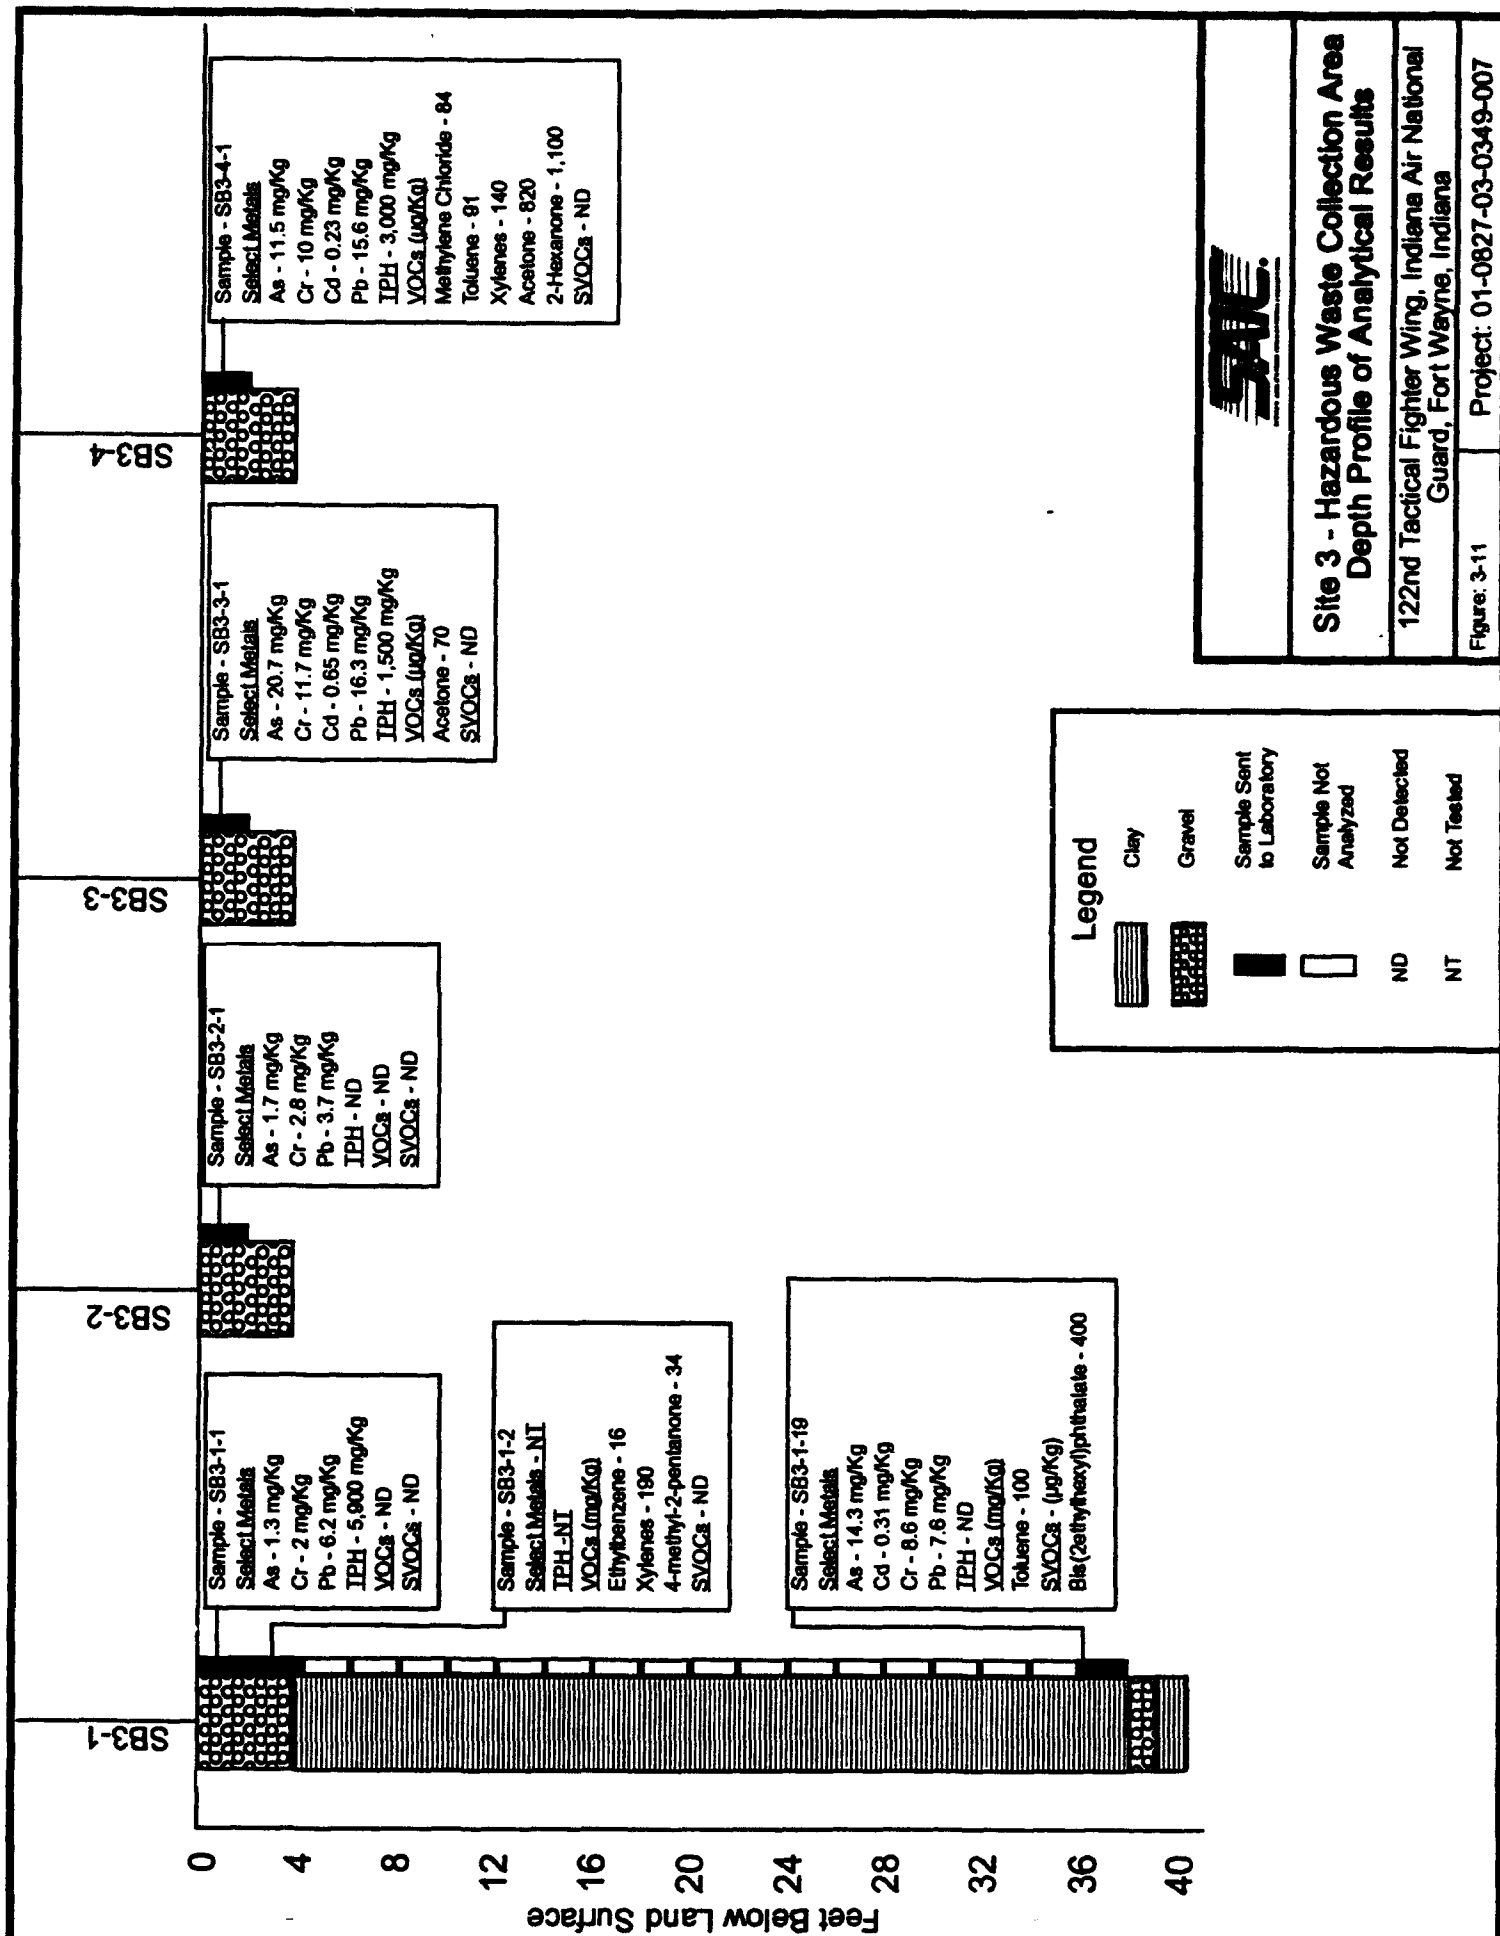 SB3-1
SB3-2
SB3-3
SB3-4
Feet Below Land Surface
0
4
8
12
16
20
24
28
32
36
40
Sample - SB3-1-1
Select Metals
As - 1.3 mg/Kg
Cr - 2 mg/Kg
Pb - 6.2 mg/Kg
TPH - 5,900 mg/Kg
VOCs - ND
SVOCs - ND
Sample - SB3-1-2
Select Metals - NT
TPH -NT
VOCs (mg/Kg)
Ethylbenzene - 16
Xylenes - 190
4-methyl-2-pentanone - 34
SVOCs - ND
Sample - SB3-1-19
Select Metals
As - 14.3 mg/Kg
Cd - 0.31 mg/Kg
Cr - 8.6 mg/Kg
Pb - 7.6 mg/Kg
TPH - ND
VOCs (mg/Kg)
Toluene - 100
SVOCs - (µg/Kg)
Bis(2ethylhexyl)phthalate - 400
Sample - SB3-2-1
Select Metals
As - 1.7 mg/Kg
Cr - 2.8 mg/Kg
Pb - 3.7 mg/Kg
TPH - ND
VOCs - ND
SVOCs - ND
Sample - SB3-3-1
Select Metals
As - 20.7 mg/Kg
Cr - 11.7 mg/Kg
Cd - 0.65 mg/Kg
Pb - 16.3 mg/Kg
TPH - 1,500 mg/Kg
VOCs (µg/Kg)
Acetone - 70
SVOCs - ND
Sample - SB3-4-1
Select Metals
As - 11.5 mg/Kg
Cr - 10 mg/Kg
Cd - 0.23 mg/Kg
Pb - 15.6 mg/Kg
TPH - 3,000 mg/Kg
VOCs (µg/Kg)
Methylene Chloride - 84
Toluene - 91
Xylenes - 140
Acetone - 820
2-Hexanone - 1,100
SVOCs - ND
Legend
Clay
Gravel
Sample Sent
to Laboratory
Sample Not
Analyzed
ND Not Detected
NT Not Tested
SAIC
Site 3 - Hazardous Waste Collection Area
Depth Profile of Analytical Results
122nd Tactical Fighter Wing, Indiana Air National
Guard, Fort Wayne, Indiana
Figure: 3-11
Project: 01-0827-03-0349-007